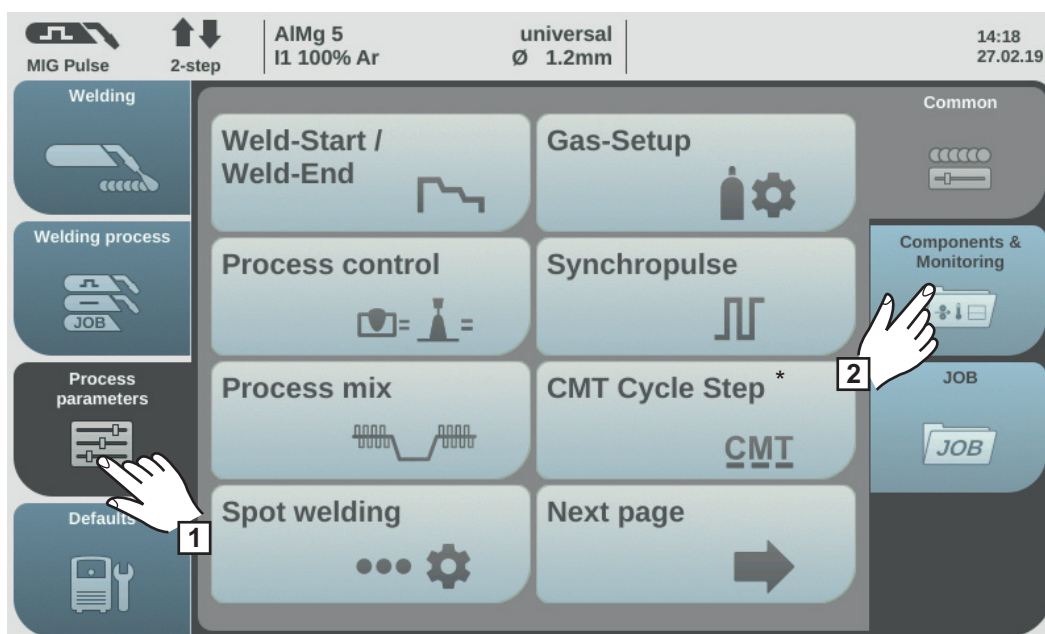 MIG Pulse
2-step
AlMg 5
I1 100% Ar
universal
Ø 1.2mm
14:18
27.02.19
Welding
Welding process
JOB
Process
parameters
1
Defaults
Weld-Start /
Weld-End
Gas-Setup
Process control
= =
Synchropulse
Process mix
CMT Cycle Step *
CMT
Spot welding
Next page
Common
Components &
Monitoring
2
JOB
JOB